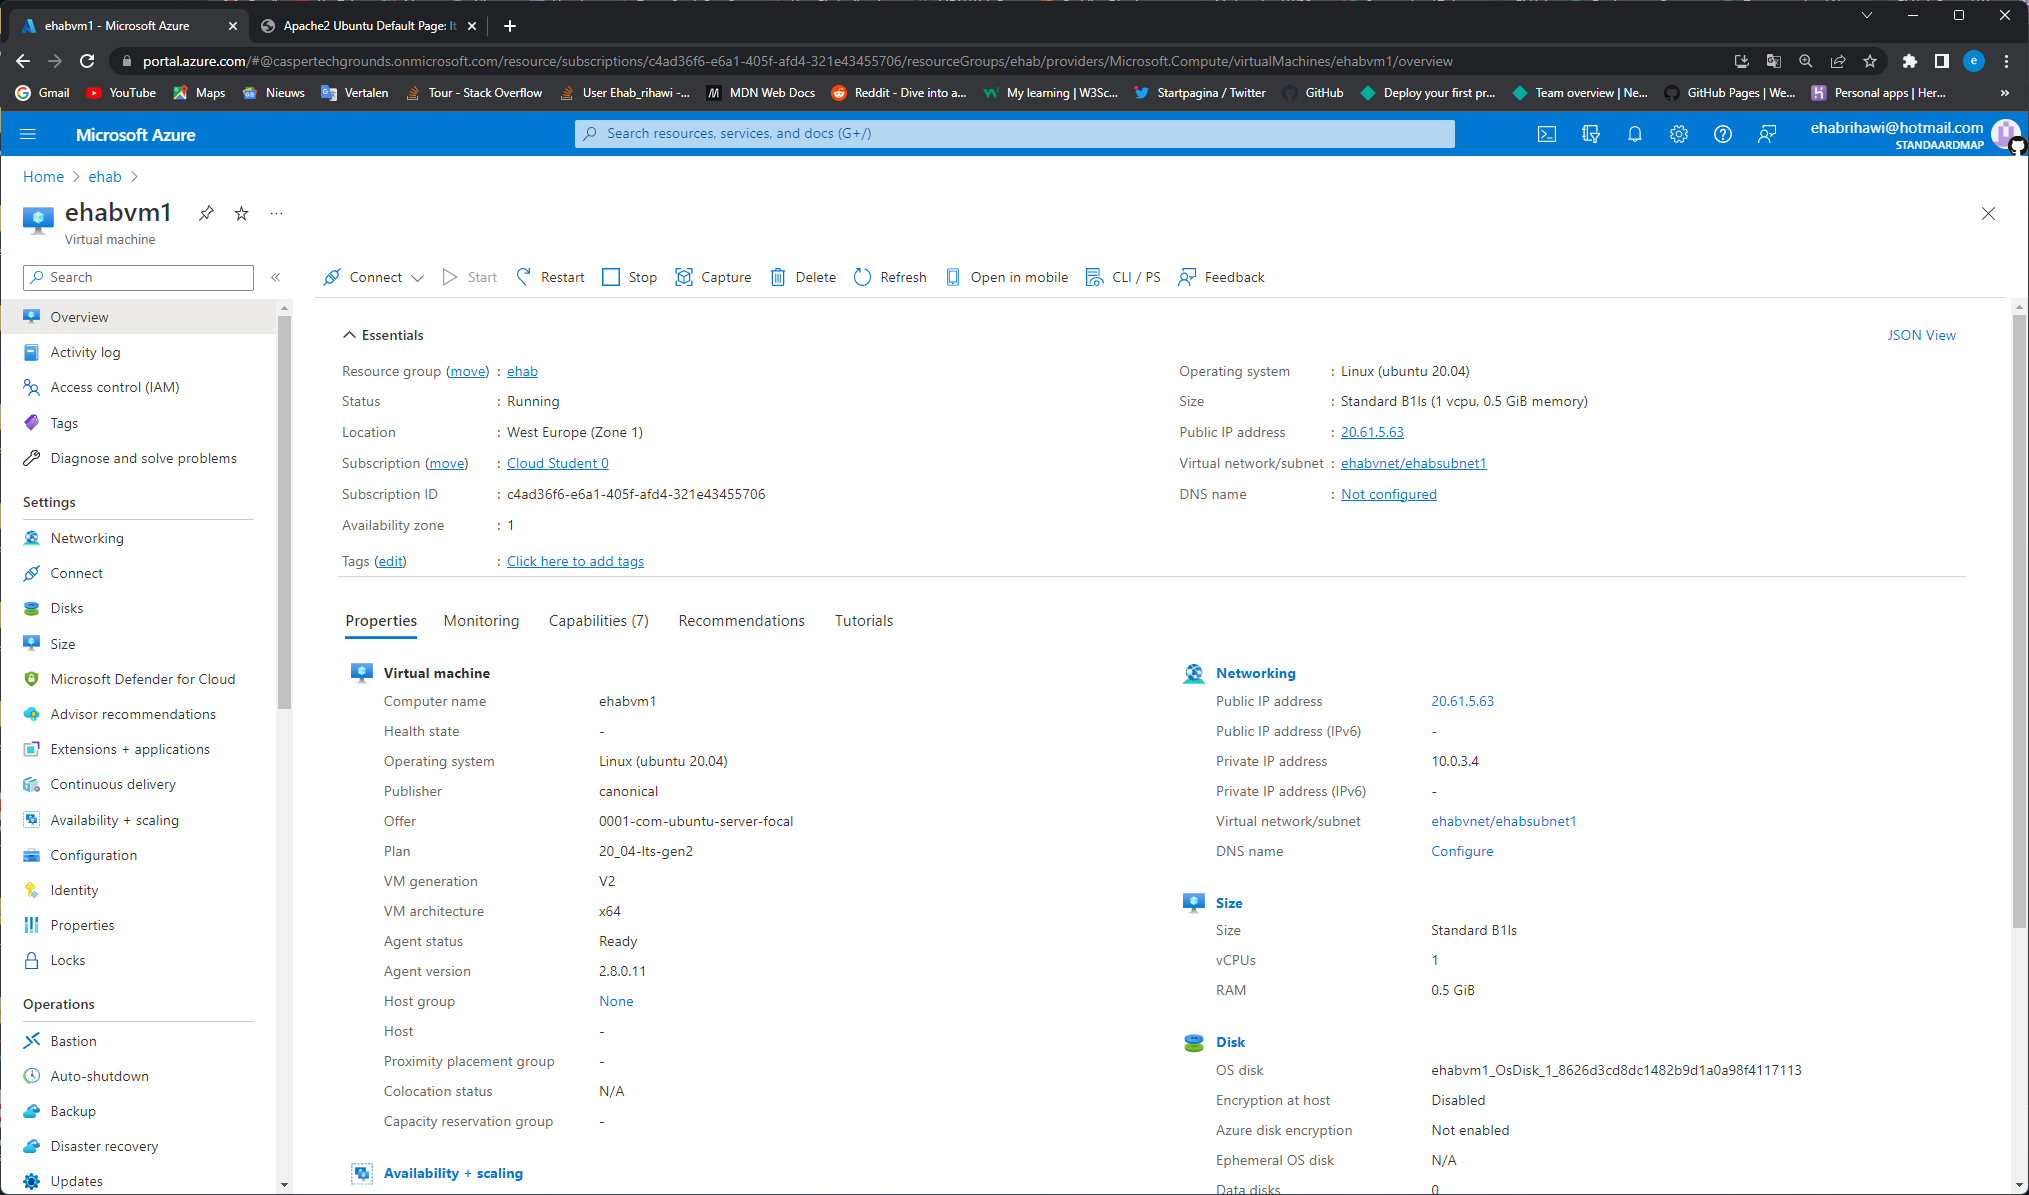 ehabvm1 - Microsoft Azure
Apache2 Ubuntu Default Page: It
portal.azure.com/#@caspertechgrounds.onmicrosoft.com/resource/subscriptions/c4ad36f6-e6a1-405f-afd4-321e43455706/resourceGroups/ehab/providers/Microsoft.Compute/virtualMachines/ehabvm1/overview
e
Gmail YouTube Maps Nieuws Vertalen Tour - Stack Overflow User Ehab_rihawi -... MDN Web Docs Reddit - Dive into a... My learning | W3Sc... Startpagina / Twitter GitHub Deploy your first pr... Team overview | Ne... GitHub Pages | We... Personal apps | Her... »
Microsoft Azure
Search resources, services, and docs (G+/)
ehabrihawi@hotmail.com
STANDAARDMAP
Home > ehab >
ehabvm1
Virtual machine
Search
Connect Start Restart Stop Capture Delete Refresh Open in mobile CLI / PS Feedback
Overview
Activity log
Access control (IAM)
Tags
Diagnose and solve problems
Settings
Networking
Connect
Disks
Size
Microsoft Defender for Cloud
Advisor recommendations
Extensions + applications
Continuous delivery
Availability + scaling
Configuration
Identity
Properties
Locks
Operations
Bastion
Auto-shutdown
Backup
Disaster recovery
Updates
Essentials
JSON View
Resource group (move) : ehab
Status : Running
Location : West Europe (Zone 1)
Subscription (move) : Cloud Student 0
Subscription ID : c4ad36f6-e6a1-405f-afd4-321e43455706
Availability zone : 1
Tags (edit) : Click here to add tags
Operating system : Linux (ubuntu 20.04)
Size : Standard B1ls (1 vcpu, 0.5 GiB memory)
Public IP address : 20.61.5.63
Virtual network/subnet : ehabvnet/ehabsubnet1
DNS name : Not configured
Properties Monitoring Capabilities (7) Recommendations Tutorials
Virtual machine
Computer name ehabvm1
Health state -
Operating system Linux (ubuntu 20.04)
Publisher canonical
Offer 0001-com-ubuntu-server-focal
Plan 20_04-lts-gen2
VM generation V2
VM architecture x64
Agent status Ready
Agent version 2.8.0.11
Host group None
Host -
Proximity placement group -
Colocation status N/A
Capacity reservation group -
Availability + scaling
Networking
Public IP address 20.61.5.63
Public IP address (IPv6) -
Private IP address 10.0.3.4
Private IP address (IPv6) -
Virtual network/subnet ehabvnet/ehabsubnet1
DNS name Configure
Size
Size Standard B1ls
vCPUs 1
RAM 0.5 GiB
Disk
OS disk ehabvm1_OsDisk_1_8626d3cd8dc1482b9d1a0a98f4117113
Encryption at host Disabled
Azure disk encryption Not enabled
Ephemeral OS disk N/A
Data disks 0